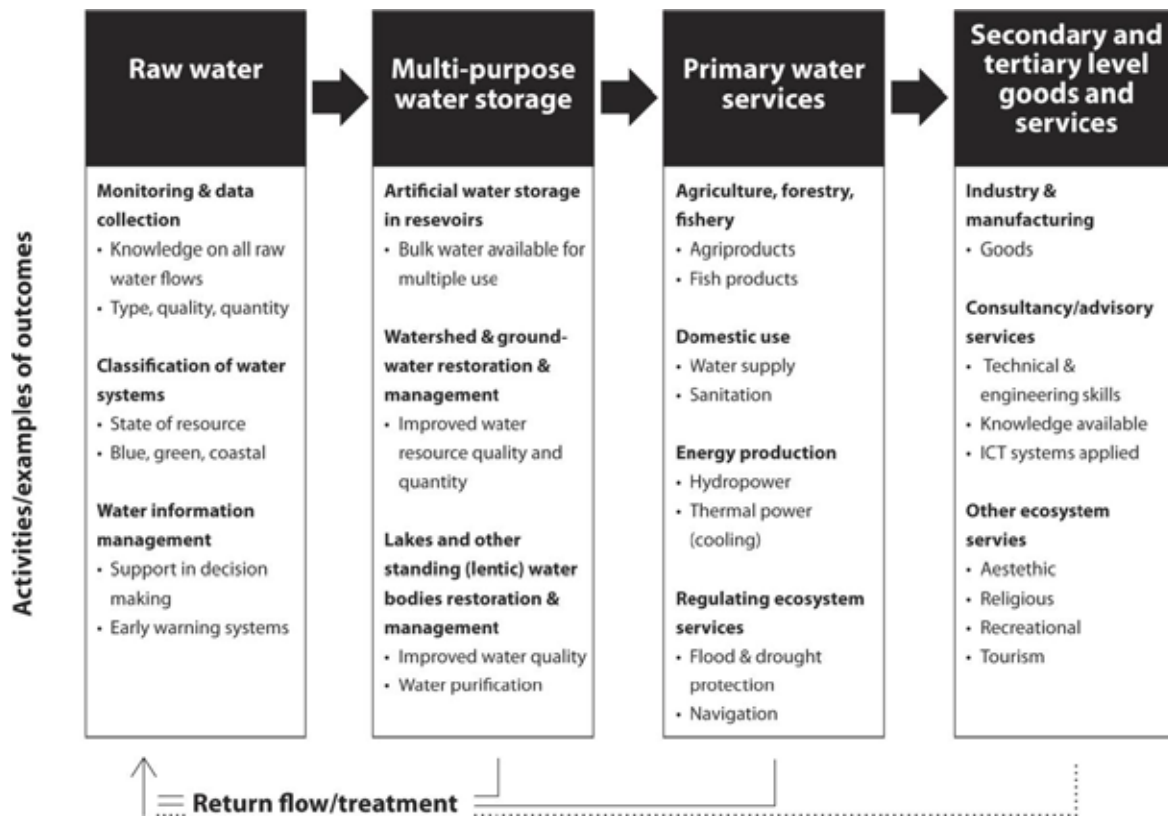 Raw water
Multi-purpose
water storage
Primary water
services
Secondary and
tertiary level
goods and
services
Activities/examples of outcomes
Monitoring & data
collection
• Knowledge on all raw
water flows
• Type, quality, quantity
Classification of water
systems
• State of resource
• Blue, green, coastal
Water information
management
• Support in decision
making
• Early warning systems
Artificial water storage
in resevoirs
• Bulk water available for
multiple use
Watershed & ground-
water restoration &
management
• Improved water
resource quality and
quantity
Lakes and other
standing (lentic) water
bodies restoration &
management
• Improved water quality
• Water purification
Agriculture, forestry,
fishery
• Agriproducts
• Fish products
Domestic use
• Water supply
• Sanitation
Energy production
• Hydropower
• Thermal power
(cooling)
Regulating ecosystem
services
• Flood & drought
protection
• Navigation
Industry &
manufacturing
• Goods
Consultancy/advisory
services
• Technical &
engineering skills
• Knowledge available
• ICT systems applied
Other ecosystem
servies
• Aestethic
• Religious
• Recreational
• Tourism
Return flow/treatment